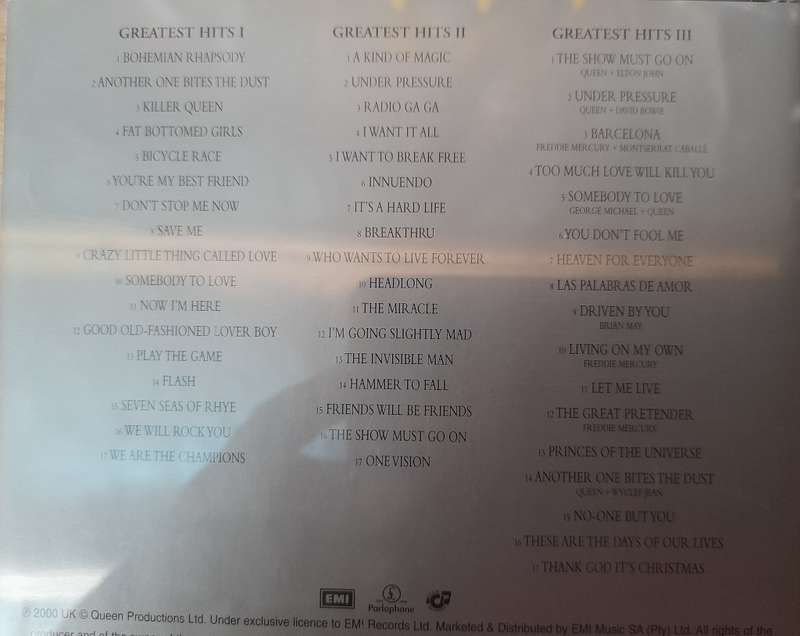 GREATEST HITS I
1 BOHEMIAN RHAPSODY
2 ANOTHER ONE BITES THE DUST
3 KILLER QUEEN
4 FAT BOTTOMED GIRLS
5 BICYCLE RACE
6 YOU'RE MY BEST FRIEND
7 DON'T STOP ME NOW
8 SAVE ME
9 CRAZY LITTLE THING CALLED LOVE
10 SOMEBODY TO LOVE
11 NOW I'M HERE
12 GOOD OLD-FASHIONED LOVER BOY
13 PLAY THE GAME
14 FLASH
15 SEVEN SEAS OF RHYE
16 WE WILL ROCK YOU
17 WE ARE THE CHAMPIONS
GREATEST HITS II
1 A KIND OF MAGIC
2 UNDER PRESSURE
3 RADIO GA GA
4 I WANT IT ALL
5 I WANT TO BREAK FREE
6 INNUENDO
7 IT'S A HARD LIFE
8 BREAKTHRU
9 WHO WANTS TO LIVE FOREVER
10 HEADLONG
11 THE MIRACLE
12 I'M GOING SLIGHTLY MAD
13 THE INVISIBLE MAN
14 HAMMER TO FALL
15 FRIENDS WILL BE FRIENDS
16 THE SHOW MUST GO ON
17 ONE VISION
GREATEST HITS III
1 THE SHOW MUST GO ON
QUEEN + ELTON JOHN
2 UNDER PRESSURE
QUEEN + DAVID BOWIE
3 BARCELONA
FREDDIE MERCURY + MONTSERRAT CABALLÉ
4 TOO MUCH LOVE WILL KILL YOU
5 SOMEBODY TO LOVE
GEORGE MICHAEL + QUEEN
6 YOU DON'T FOOL ME
7 HEAVEN FOR EVERYONE
8 LAS PALABRAS DE AMOR
9 DRIVEN BY YOU
BRIAN MAY
10 LIVING ON MY OWN
FREDDIE MERCURY
11 LET ME LIVE
12 THE GREAT PRETENDER
FREDDIE MERCURY
13 PRINCES OF THE UNIVERSE
14 ANOTHER ONE BITES THE DUST
QUEEN + WYCLEF JEAN
15 NO-ONE BUT YOU
16 THESE ARE THE DAYS OF OUR LIVES
17 THANK GOD IT'S CHRISTMAS
EMI
Parlophone
℗ 2000 UK © Queen Productions Ltd. Under exclusive licence to EMI Records Ltd. Marketed & Distributed by EMI Music SA (Pty) Ltd. All rights of the
producer and of the